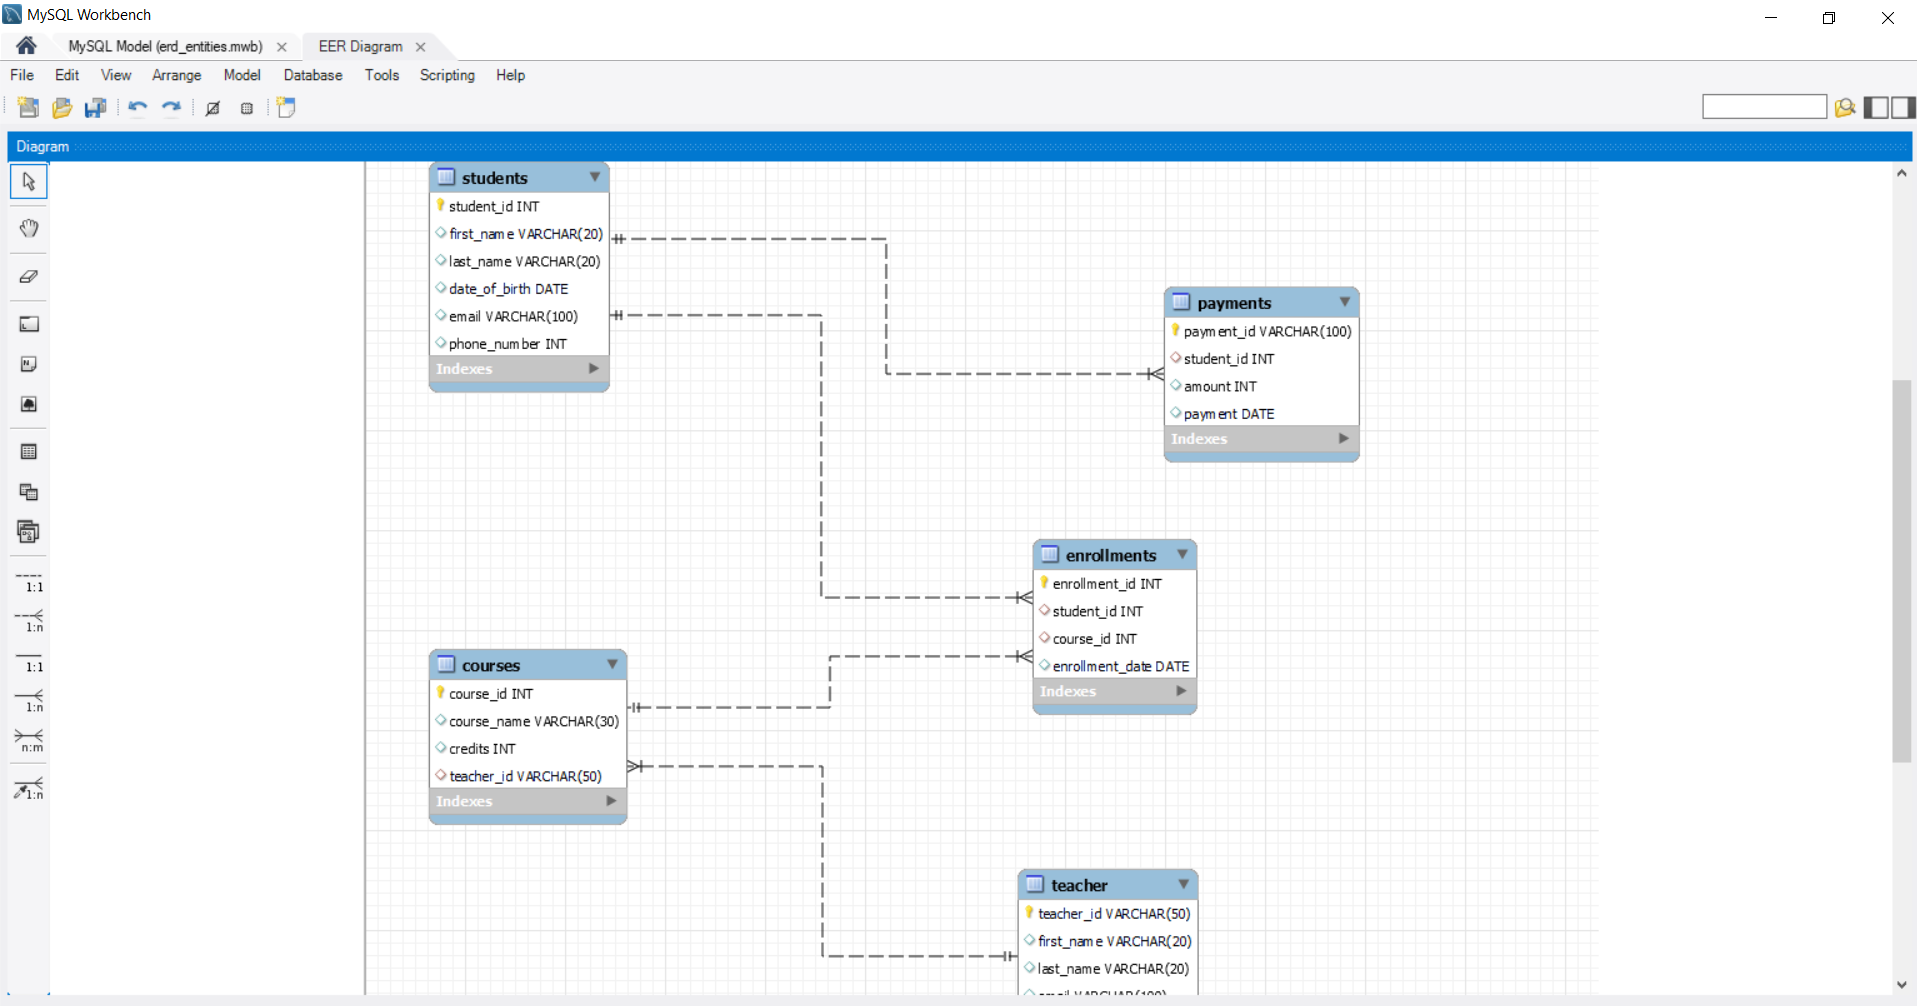 MySQL Workbench
MySQL Model (erd_entities.mwb)
EER Diagram
File Edit View Arrange Model Database Tools Scripting Help
Diagram
students
student_id INT
first_name VARCHAR(20)
last_name VARCHAR(20)
date_of_birth DATE
email VARCHAR(100)
phone_number INT
Indexes
payments
payment_id VARCHAR(100)
student_id INT
amount INT
payment DATE
Indexes
enrollments
enrollment_id INT
student_id INT
course_id INT
enrollment_date DATE
Indexes
courses
course_id INT
course_name VARCHAR(30)
credits INT
teacher_id VARCHAR(50)
Indexes
teacher
teacher_id VARCHAR(50)
first_name VARCHAR(20)
last_name VARCHAR(20)
email VARCHAR(100)
1:1
1:n
1:1
1:n
n:m
1:n